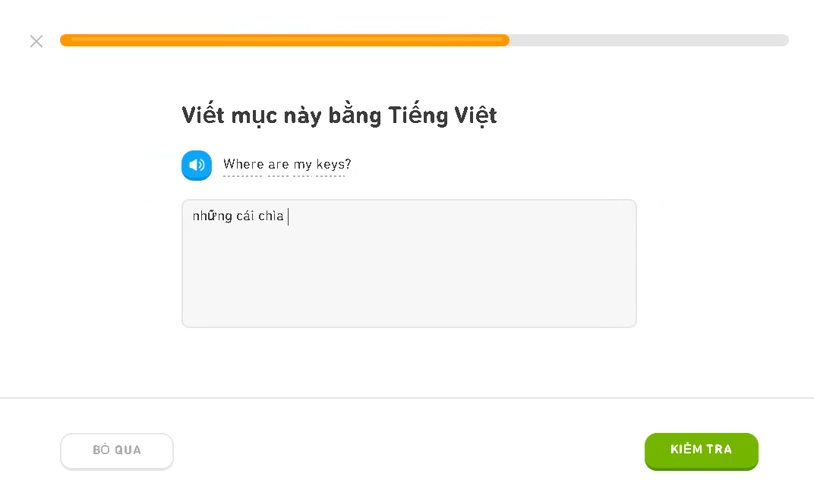 Viết mục này bằng Tiếng Việt
Where are my keys?
những cái chìa
BỎ QUA
KIỂM TRA